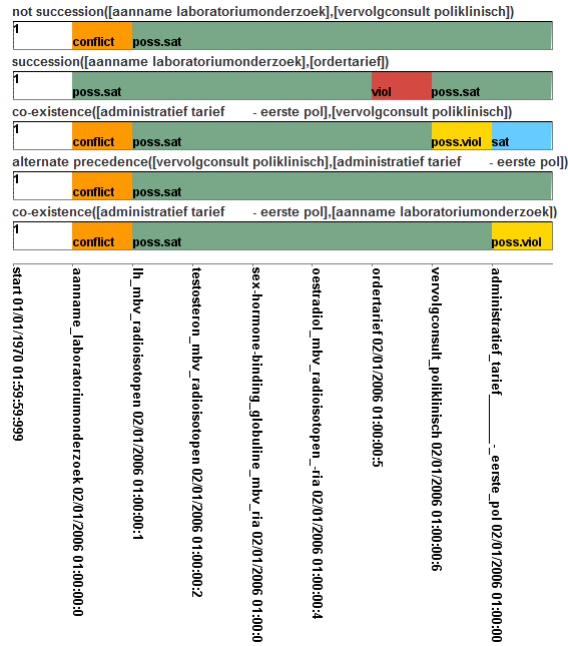 not succession([aanname laboratoriumonderzoek],[vervolgconsult poliklinisch])
1
conflict poss.sat
succession([aanname laboratoriumonderzoek],[ordertarief])
1
poss.sat viol poss.sat
co-existence([administratief tarief - eerste pol],[vervolgconsult poliklinisch])
1
conflict poss.sat poss.viol sat
alternate precedence([vervolgconsult poliklinisch],[administratief tarief - eerste pol])
1
conflict poss.sat
co-existence([administratief tarief - eerste pol],[aanname laboratoriumonderzoek])
1
conflict poss.sat poss.viol
start 01/01/1970 01:59:59:999
aanname_laboratoriumonderzoek 02/01/2006 01:00:00:0
lh_mbv_radioisotopen 02/01/2006 01:00:00:1
testosteron_mbv_radioisotopen 02/01/2006 01:00:00:2
sex-hormone-binding_globuline_mbv_ria 02/01/2006 01:00:0
oestradiol_mbv_radioisotopen_-ria 02/01/2006 01:00:00:4
ordertarief 02/01/2006 01:00:00:5
vervolgconsult_poliklinisch 02/01/2006 01:00:00:6
administratief_tarief______-_eerste_pol 02/01/2006 01:00:00